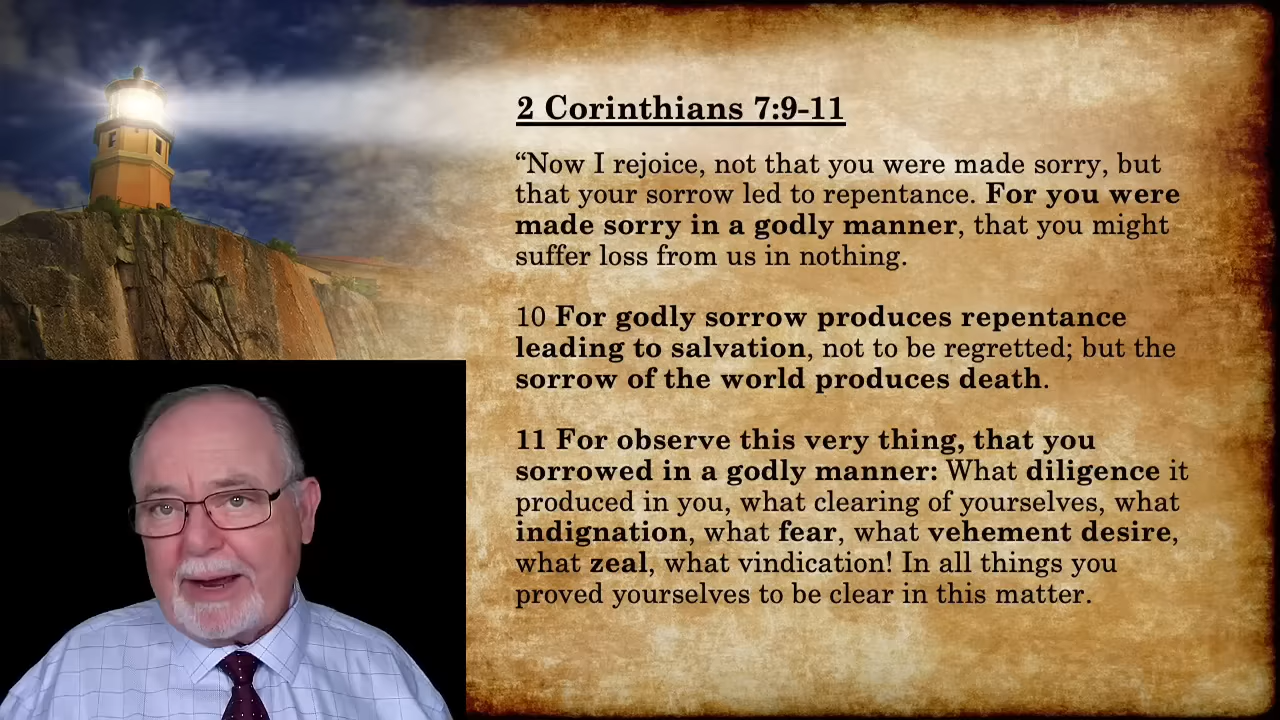 2 Corinthians 7:9-11
“Now I rejoice, not that you were made sorry, but
that your sorrow led to repentance. For you were
made sorry in a godly manner, that you might
suffer loss from us in nothing.
10 For godly sorrow produces repentance
leading to salvation, not to be regretted; but the
sorrow of the world produces death.
11 For observe this very thing, that you
sorrowed in a godly manner: What diligence it
produced in you, what clearing of yourselves, what
indignation, what fear, what vehement desire,
what zeal, what vindication! In all things you
proved yourselves to be clear in this matter.